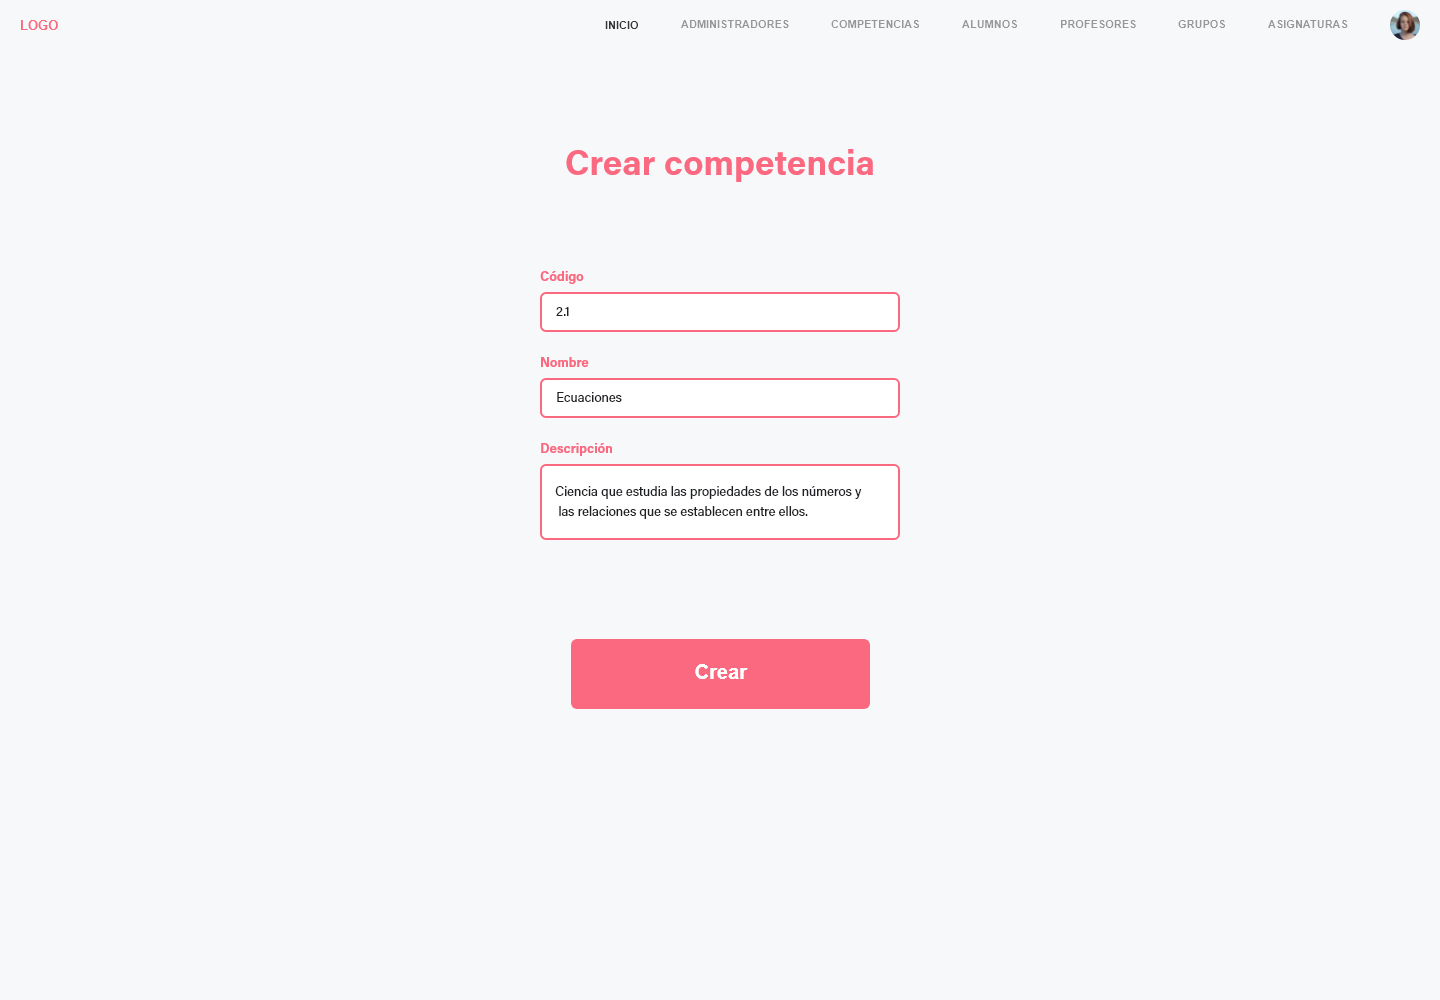 LOGO
INICIO ADMINISTRADORES COMPETENCIAS ALUMNOS PROFESORES GRUPOS ASIGNATURAS
Crear competencia
Código
2.1
Nombre
Ecuaciones
Descripción
Ciencia que estudia las propiedades de los números y
las relaciones que se establecen entre ellos.
Crear